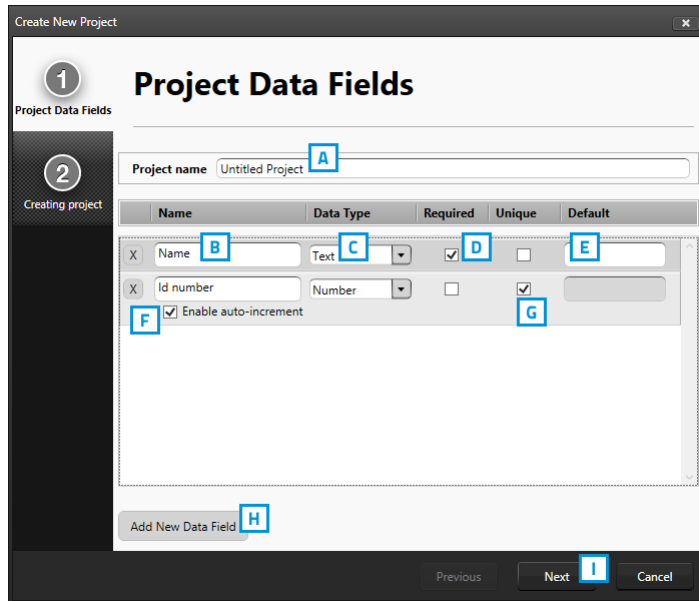 Create New Project x
1
Project Data Fields
Project Data Fields
2
Creating project
Project name Untitled Project A
Name Data Type Required Unique Default
X Name B Text C D E
X Id number Number
F Enable auto-increment G
Add New Data Field H
Previous Next I Cancel